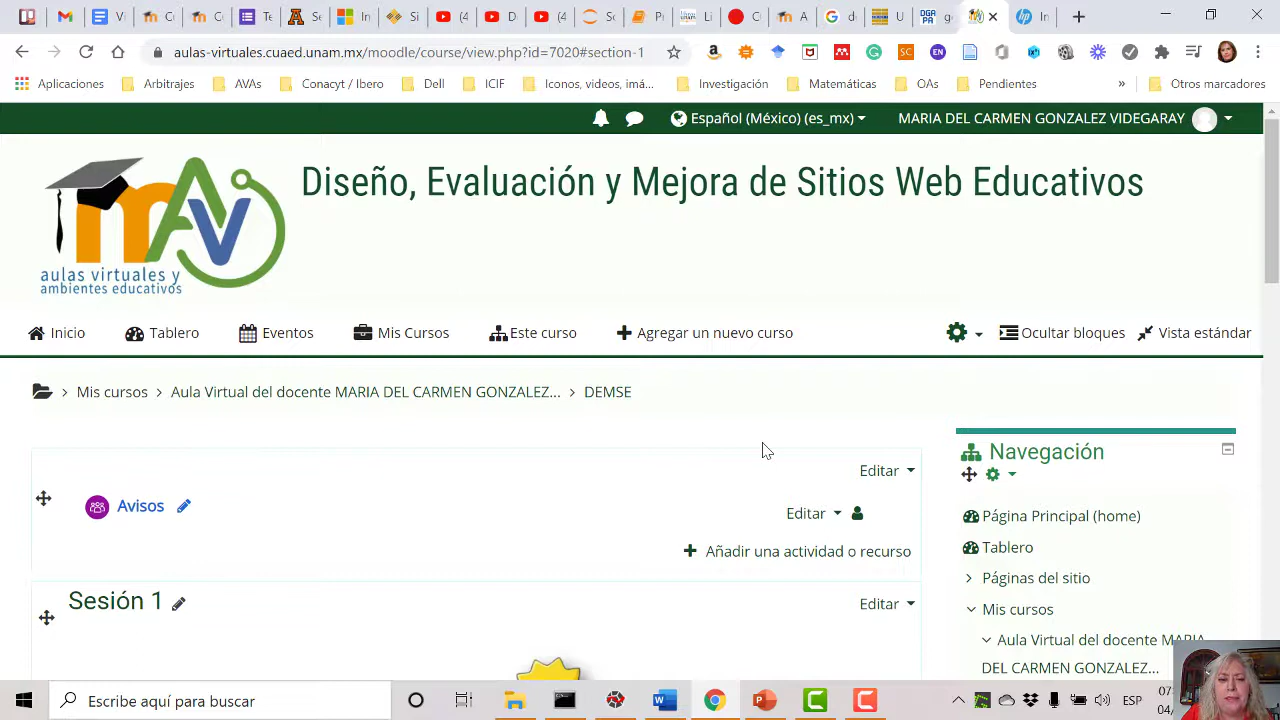 aulas-virtuales.cuaed.unam.mx/moodle/course/view.php?id=7020#section-1
Aplicaciones
Arbitrajes
AVAs
Conacyt / Ibero
Dell
ICIF
Iconos, videos, imá...
Investigación
Matemáticas
OAs
Pendientes
»
Otros marcadores
Español (México) (es_mx)
MARIA DEL CARMEN GONZALEZ VIDEGARAY
mAV
aulas virtuales y
ambientes educativos
Diseño, Evaluación y Mejora de Sitios Web Educativos
Inicio
Tablero
Eventos
Mis Cursos
Este curso
Agregar un nuevo curso
Ocultar bloques
Vista estándar
Mis cursos > Aula Virtual del docente MARIA DEL CARMEN GONZALEZ... > DEMSE
Editar
Avisos
Editar
Añadir una actividad o recurso
Sesión 1
Editar
Navegación
Página Principal (home)
Tablero
Páginas del sitio
Mis cursos
Aula Virtual del docente MARIA
DEL CARMEN GONZALEZ...
Escribe aquí para buscar
ESP